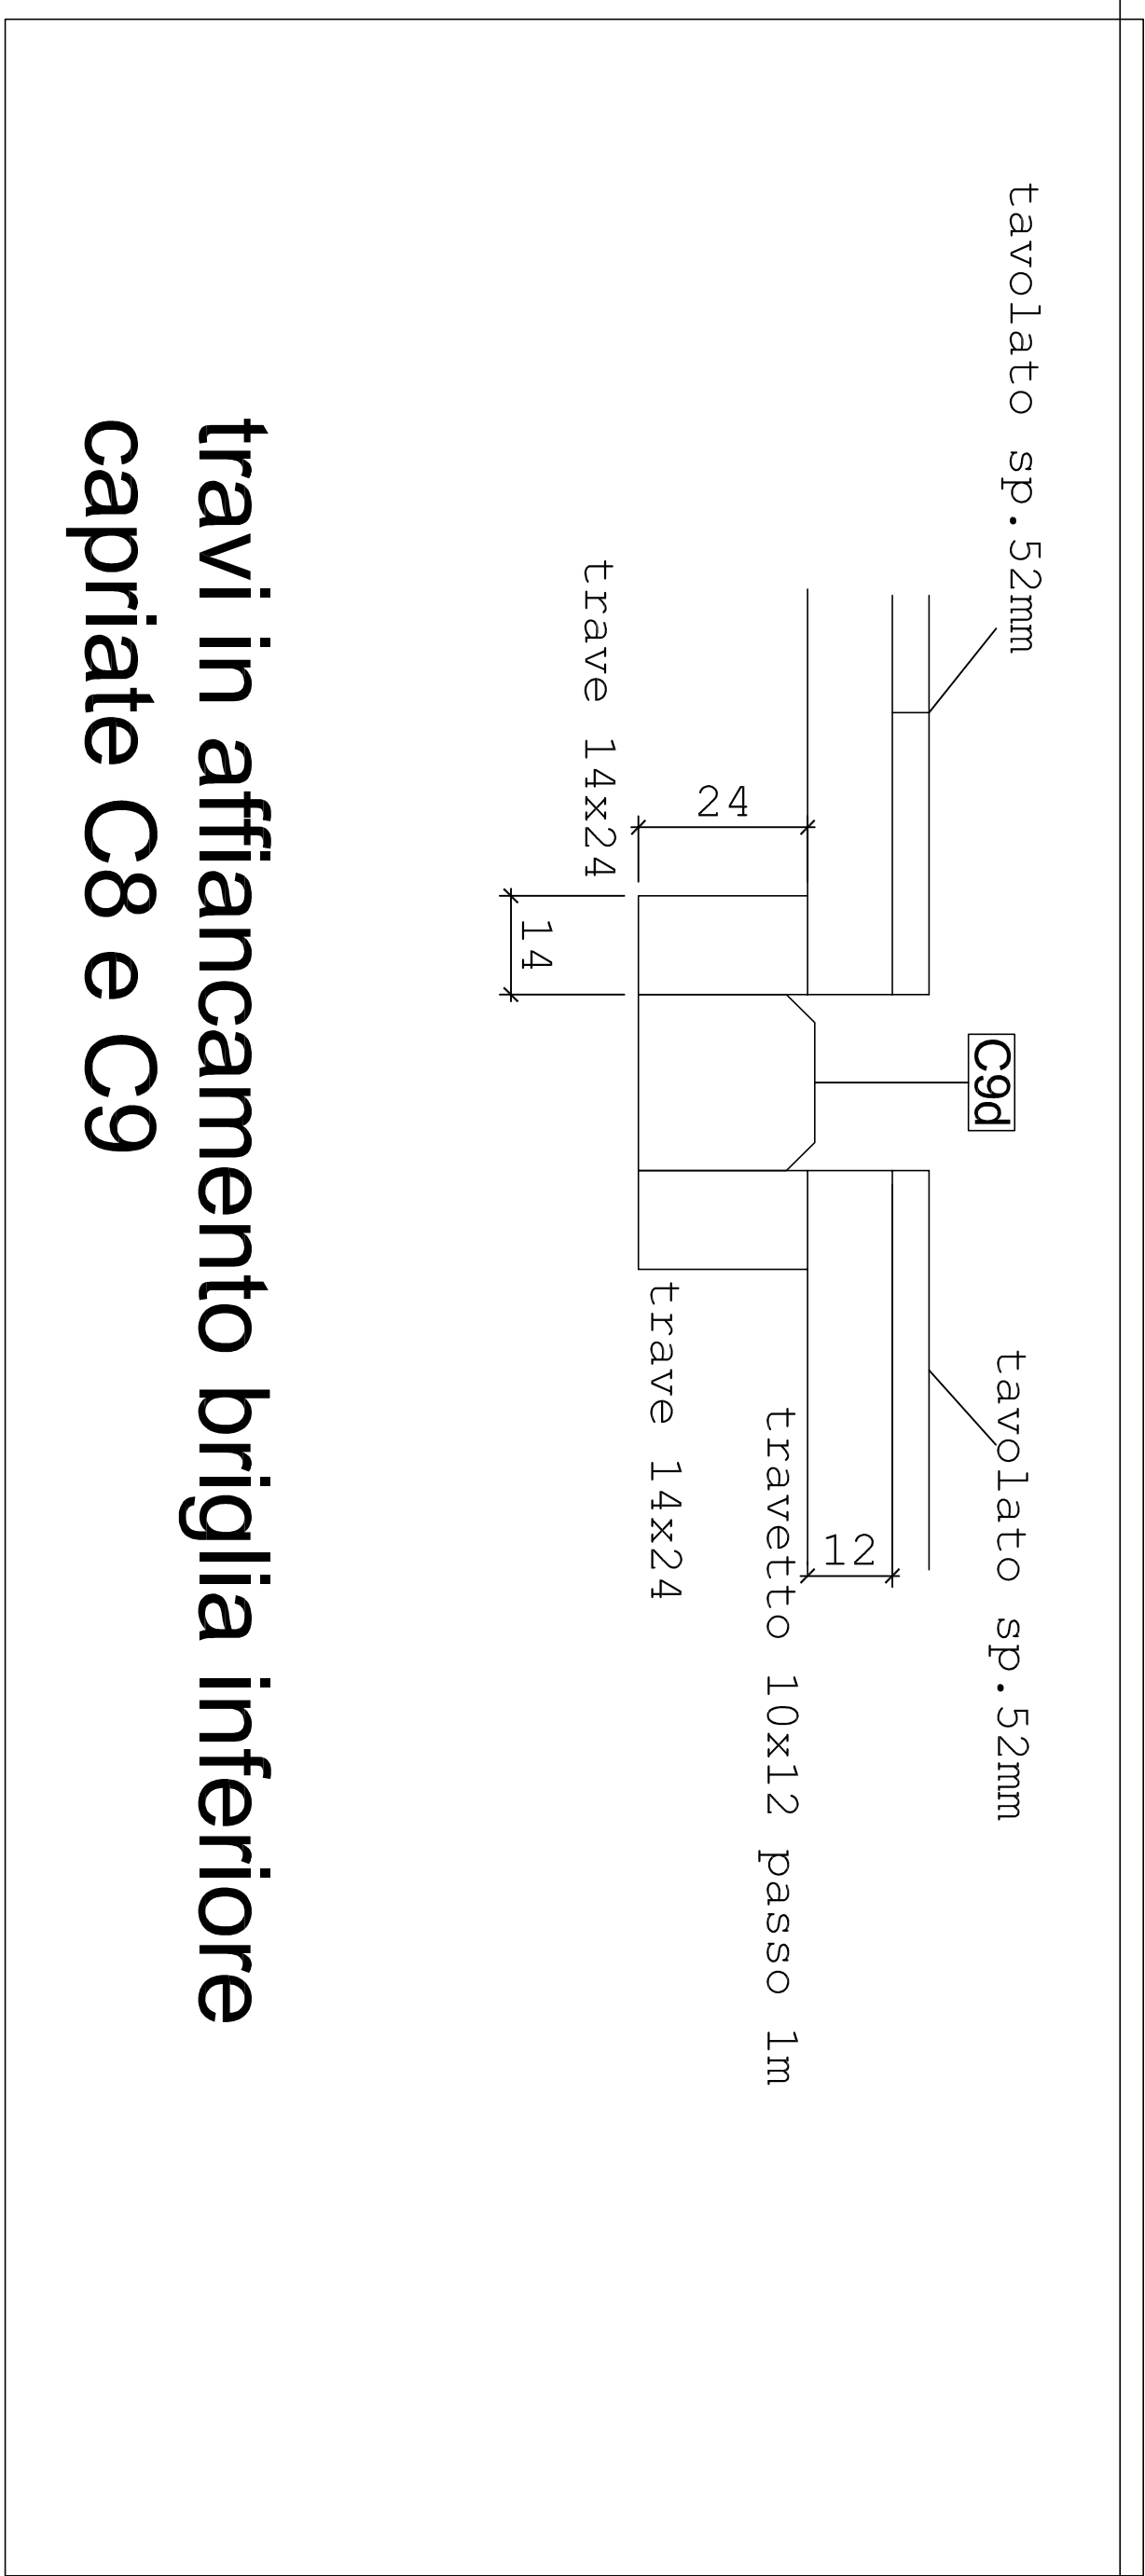 tavolato sp.52mm
C9d
tavolato sp.52mm
12
travetto 10x12 passo 1m
24
trave 14x24
trave 14x24
14
travi in affiancamento briglia inferiore
capriate C8 e C9